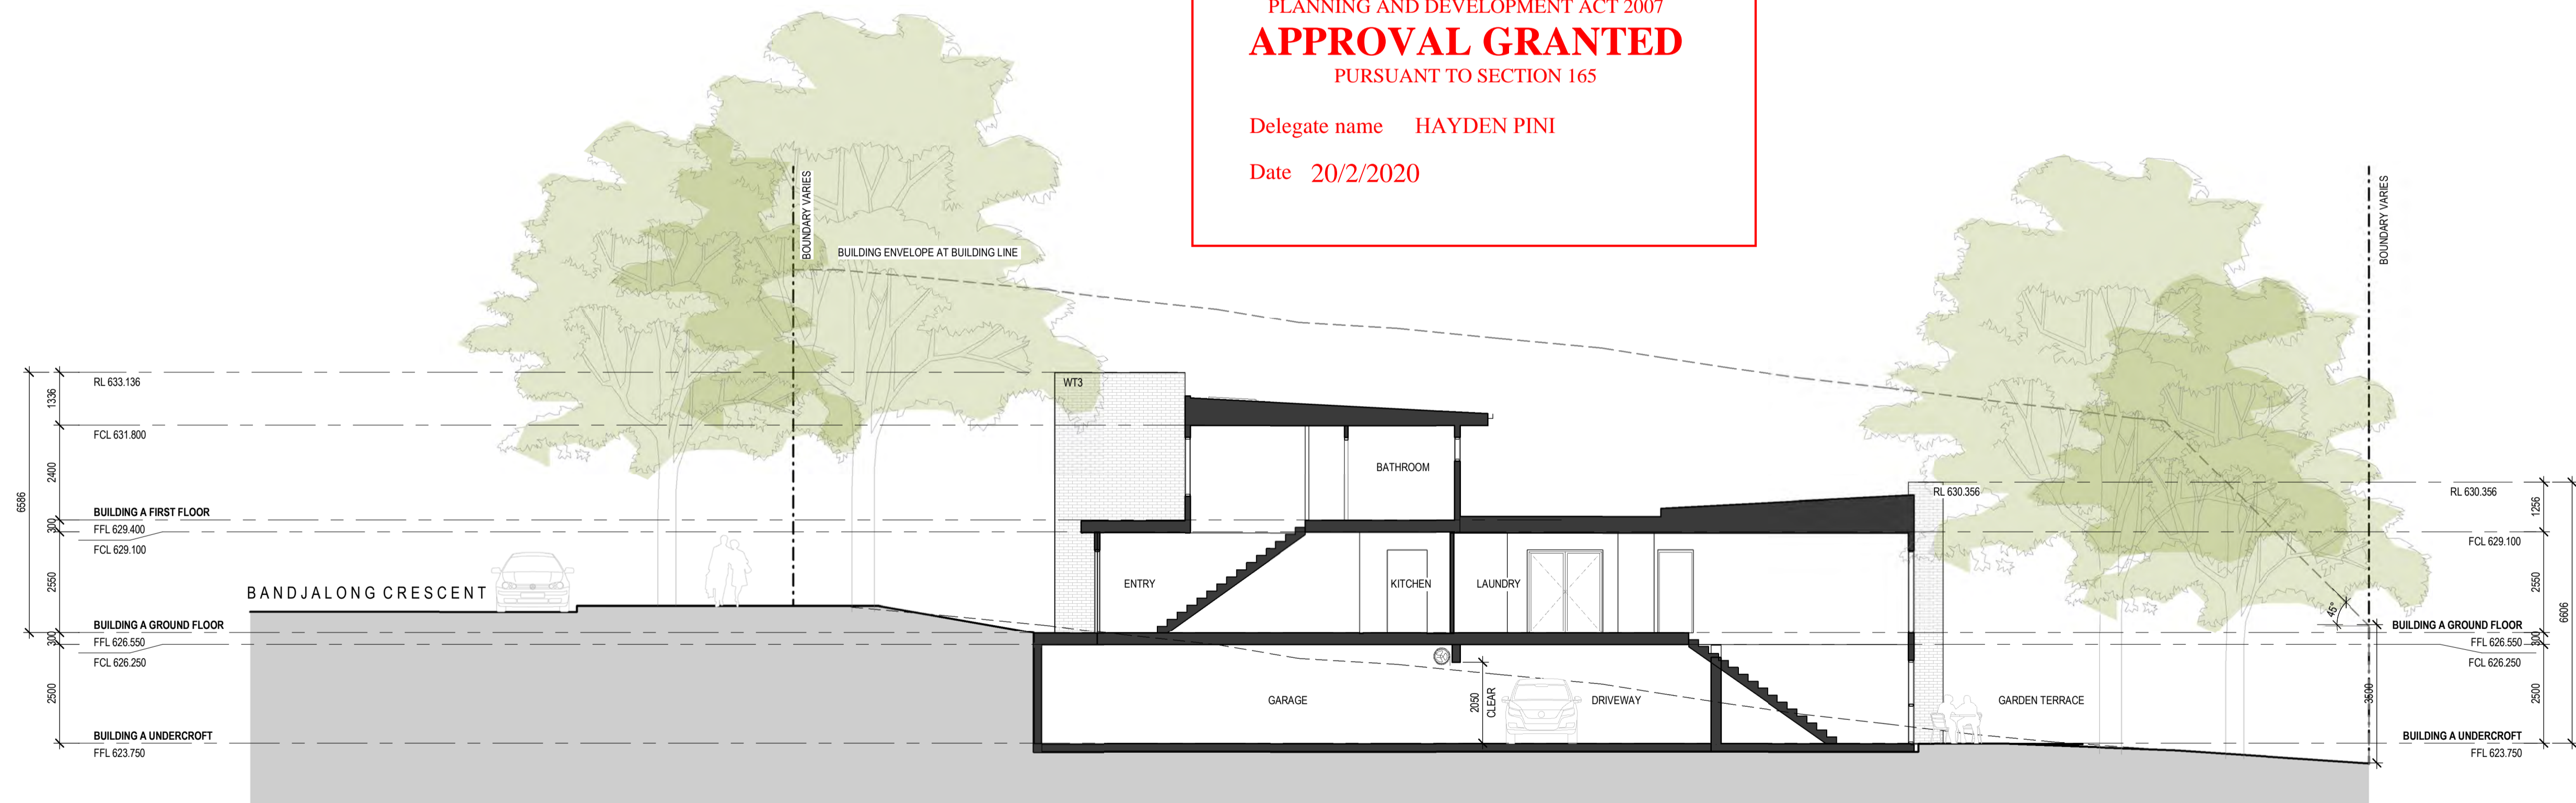 PLANNING AND DEVELOPMENT ACT 2007
APPROVAL GRANTED
PURSUANT TO SECTION 165
Delegate name HAYDEN PINI
Date 20/2/2020
BOUNDARY VARIES
BOUNDARY VARIES
BUILDING ENVELOPE AT BUILDING LINE
RL 633.136
WT3
1336
FCL 631.800
2400
6586
BATHROOM
RL 630.356
RL 630.356
1256
BUILDING A FIRST FLOOR
300
FFL 629.400
FCL 629.100
FCL 629.100
2550
BANDJALONG CRESCENT
ENTRY
KITCHEN
LAUNDRY
2550
45°
6606
BUILDING A GROUND FLOOR
BUILDING A GROUND FLOOR
300
FFL 626.550
FFL 626.550
300
FCL 626.250
FCL 626.250
2500
GARAGE
2050
CLEAR
DRIVEWAY
GARDEN TERRACE
3500
2500
BUILDING A UNDERCROFT
BUILDING A UNDERCROFT
FFL 623.750
FFL 623.750